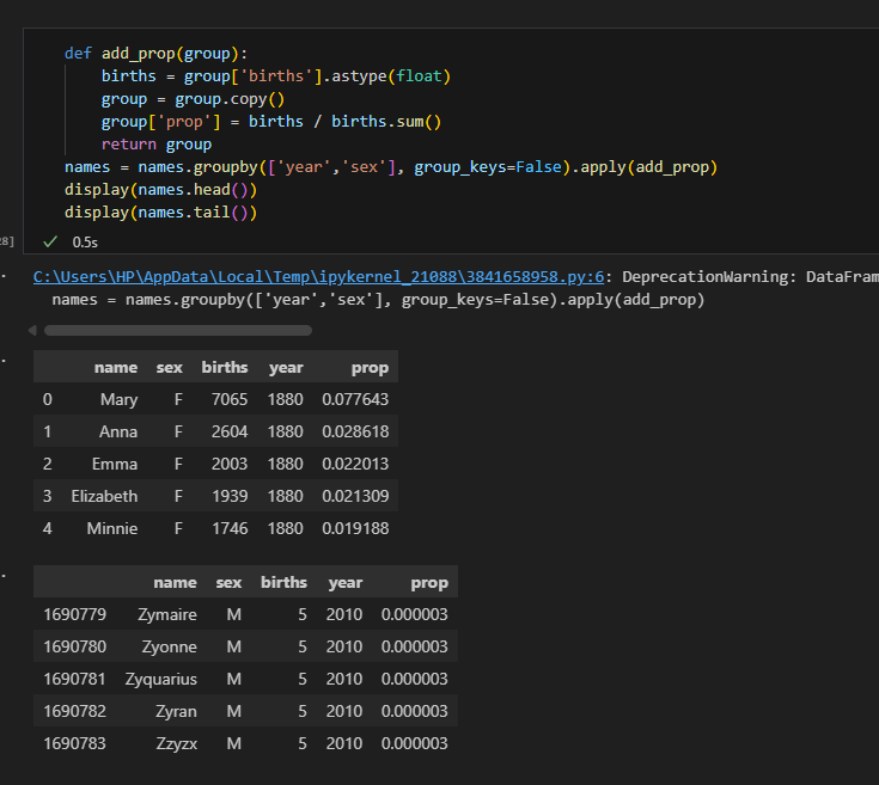 def add_prop(group):
births = group['births'].astype(float)
group = group.copy()
group['prop'] = births / births.sum()
return group
names = names.groupby(['year','sex'], group_keys=False).apply(add_prop)
display(names.head())
display(names.tail())
8] ✓ 0.5s
C:\Users\HP\AppData\Local\Temp\ipykernel_21088\3841658958.py:6: DeprecationWarning: DataFram
names = names.groupby(['year','sex'], group_keys=False).apply(add_prop)
name sex births year prop
0 Mary F 7065 1880 0.077643
1 Anna F 2604 1880 0.028618
2 Emma F 2003 1880 0.022013
3 Elizabeth F 1939 1880 0.021309
4 Minnie F 1746 1880 0.019188
name sex births year prop
1690779 Zymaire M 5 2010 0.000003
1690780 Zyonne M 5 2010 0.000003
1690781 Zyquarius M 5 2010 0.000003
1690782 Zyran M 5 2010 0.000003
1690783 Zzyzx M 5 2010 0.000003